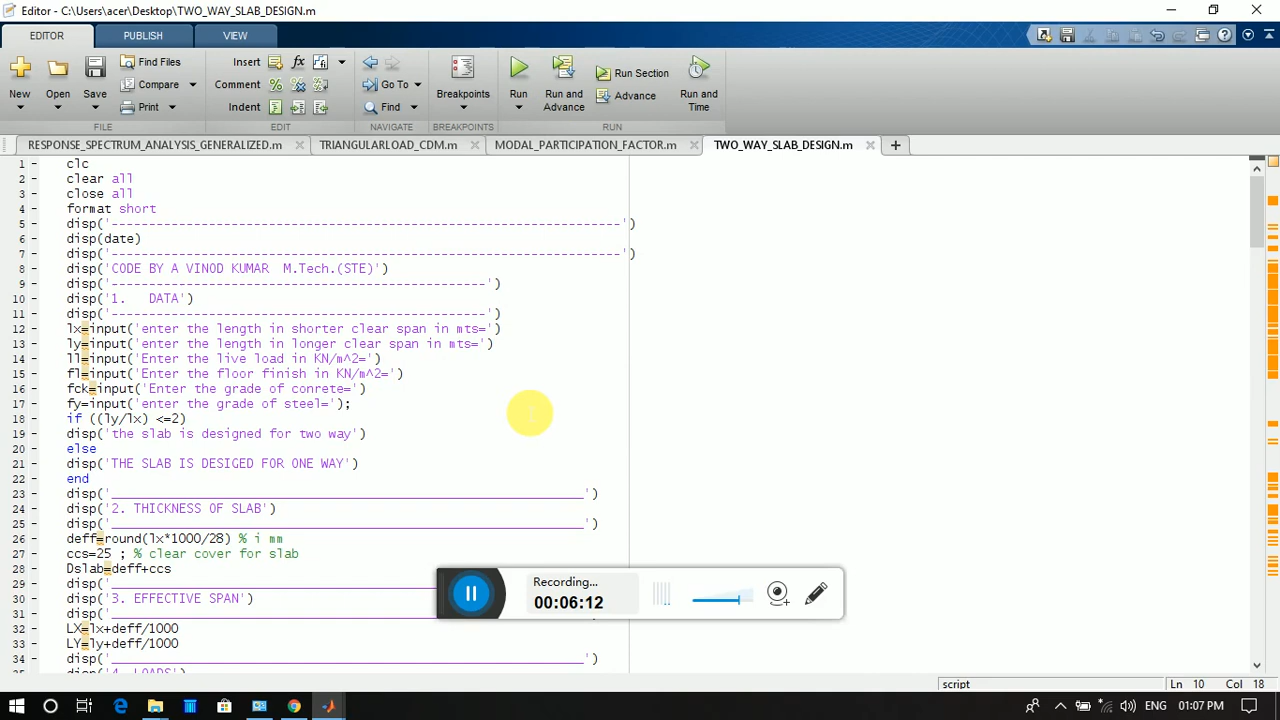 Editor - C:\Users\acer\Desktop\TWO_WAY_SLAB_DESIGN.m
EDITOR PUBLISH VIEW
New Open Save Find Files Compare Print
Insert Comment Indent
Go To Find
Breakpoints
Run Run and Advance Run Section Advance Run and Time
FILE EDIT NAVIGATE BREAKPOINTS RUN
RESPONSE_SPECTRUM_ANALYSIS_GENERALIZED.m TRIANGULARLOAD_CDM.m MODAL_PARTICIPATION_FACTOR.m TWO_WAY_SLAB_DESIGN.m
1 - clc
2 - clear all
3 - close all
4 - format short
5 - disp('--------------------------------------------------------------------')
6 - disp(date)
7 - disp('--------------------------------------------------------------------')
8 - disp('CODE BY A VINOD KUMAR  M.Tech.(STE)')
9 - disp('--------------------------------------------------')
10 - disp('1.   DATA')
11 - disp('--------------------------------------------------')
12 - lx=input('enter the length in shorter clear span in mts=')
13 - ly=input('enter the length in longer clear span in mts=')
14 - ll=input('Enter the live load in KN/m^2=')
15 - fl=input('Enter the floor finish in KN/m^2=')
16 - fck=input('Enter the grade of conrete=')
17 - fy=input('enter the grade of steel=');
18 - if ((ly/lx) <=2)
19 - disp('the slab is designed for two way')
20 - else
21 - disp('THE SLAB IS DESIGED FOR ONE WAY')
22 - end
23 - disp('_______________________________________________________________')
24 - disp('2. THICKNESS OF SLAB')
25 - disp('_______________________________________________________________')
26 - deff=round(lx*1000/28) % i mm
27 - ccs=25 ; % clear cover for slab
28 - Dslab=deff+ccs
29 - disp('
30 - disp('3. EFFECTIVE SPAN')
31 - disp('
32 - LX=lx+deff/1000
33 - LY=ly+deff/1000
34 - disp('_______________________________________________________________')
35 disp('4. LOADS')
Recording...
00:06:12
script Ln 10 Col 18
ENG 01:07 PM